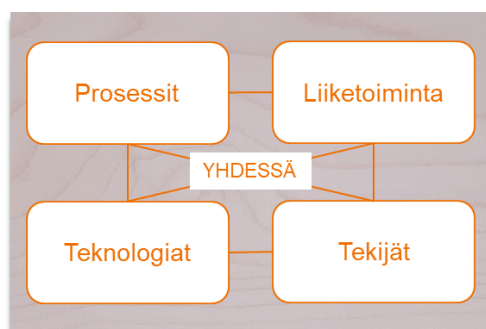 Prosessit
Liiketoiminta
YHDESSÄ
Teknologiat
Tekijät